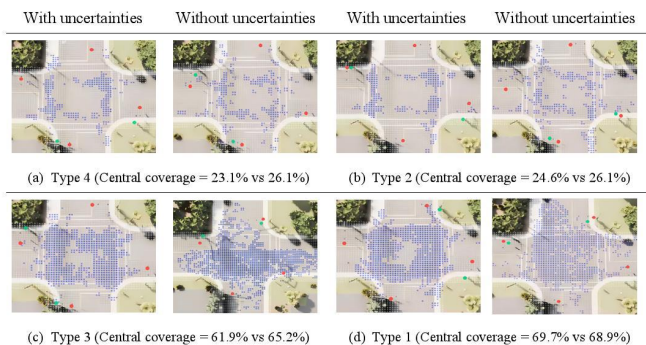 With uncertainties Without uncertainties With uncertainties Without uncertainties
(a) Type 4 (Central coverage = 23.1% vs 26.1%) (b) Type 2 (Central coverage = 24.6% vs 26.1%)
(c) Type 3 (Central coverage = 61.9% vs 65.2%) (d) Type 1 (Central coverage = 69.7% vs 68.9%)